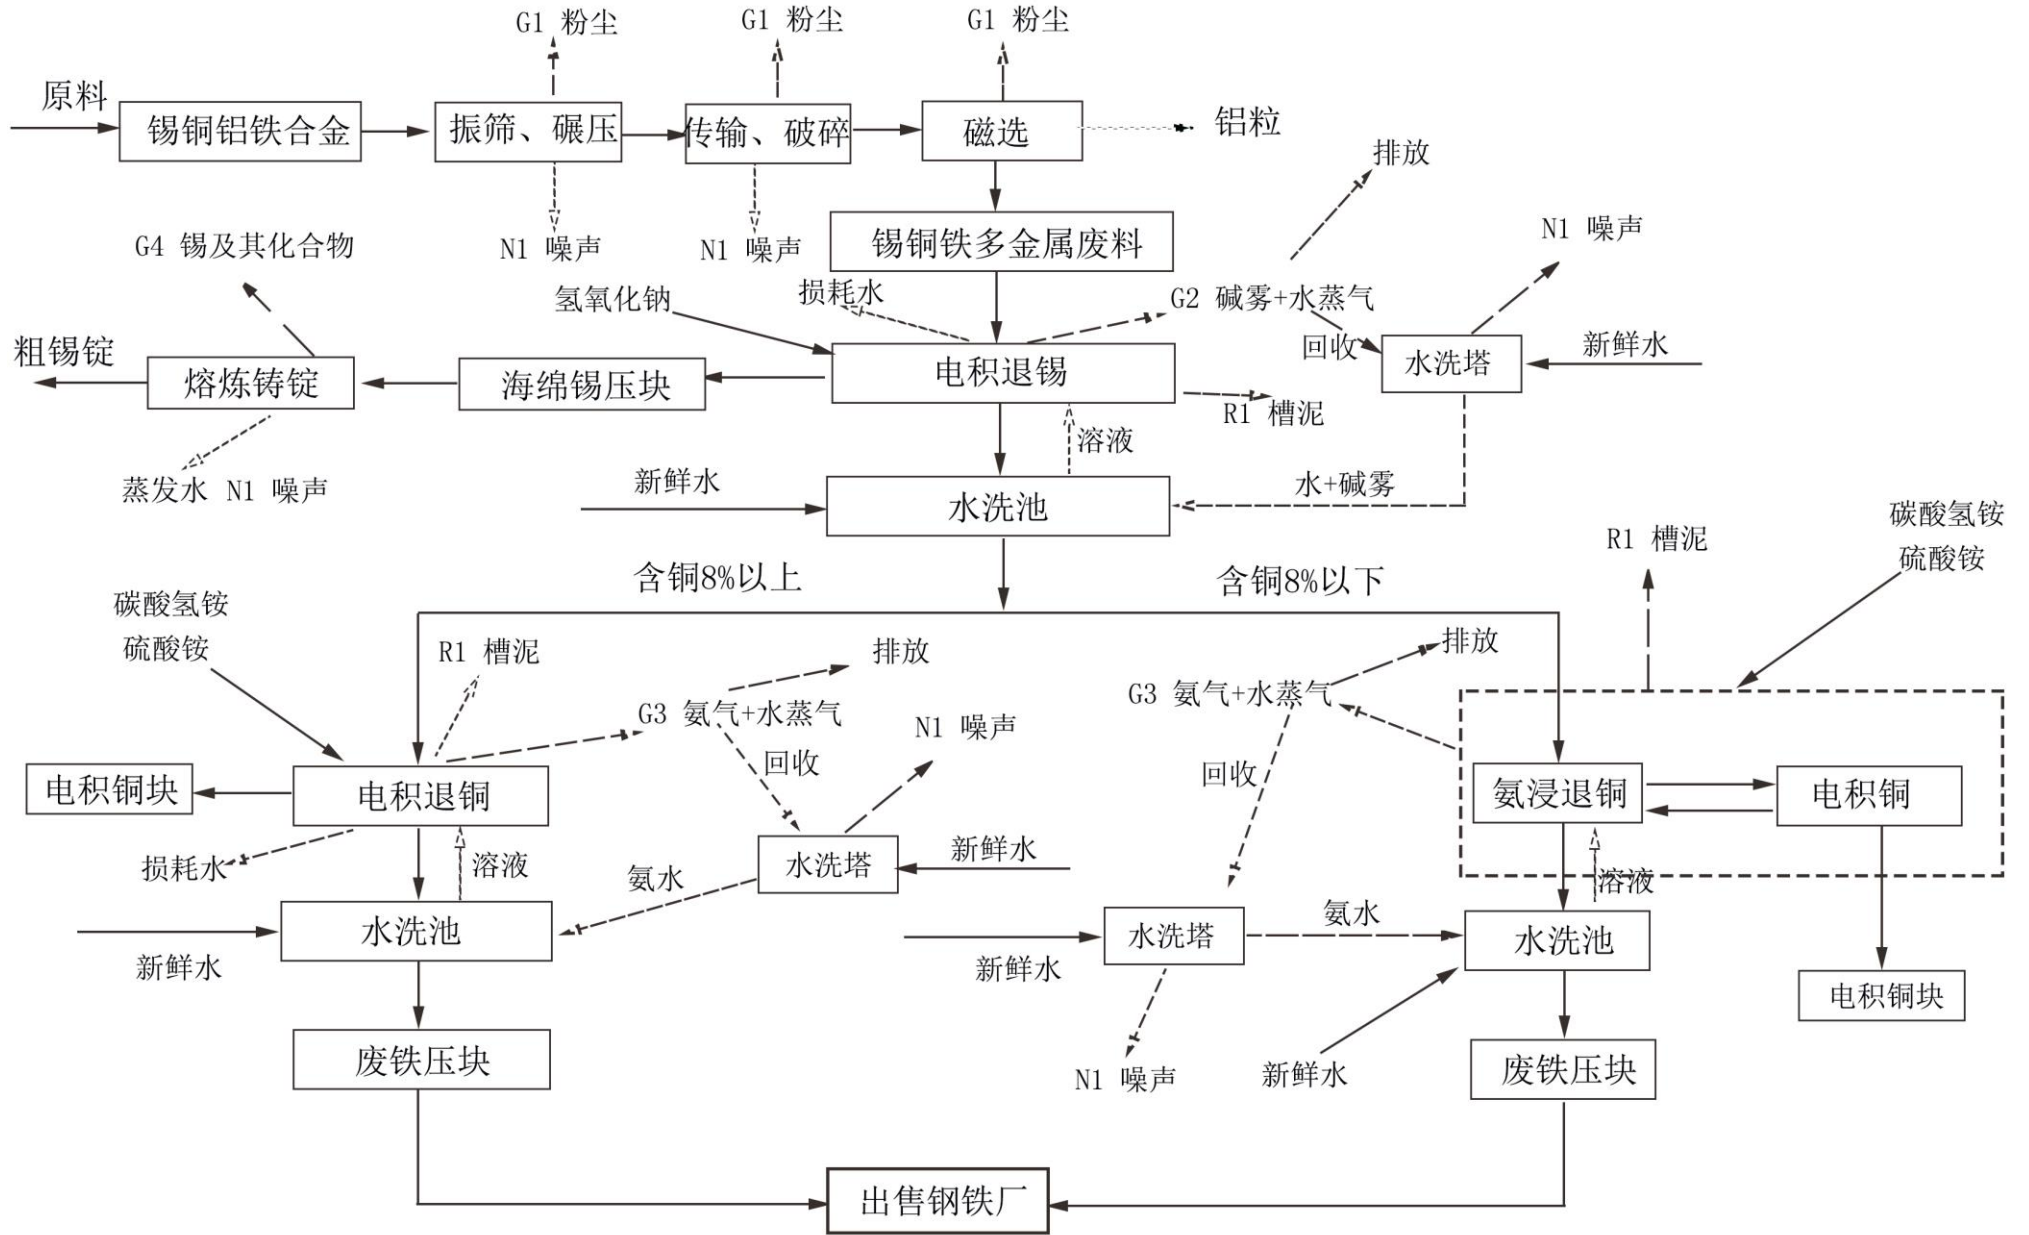 G1 粉尘
G1 粉尘
G1 粉尘
原料
锡铜铝铁合金
振筛、碾压
传输、破碎
磁选
铝粒
排放
N1 噪声
N1 噪声
锡铜铁多金属废料
N1 噪声
G4 锡及其化合物
氢氧化钠
损耗水
G2 碱雾+水蒸气
回收
水洗塔
新鲜水
粗锡锭
熔炼铸锭
海绵锡压块
电积退锡
R1 槽泥
溶液
蒸发水 N1 噪声
新鲜水
水洗池
水+碱雾
碳酸氢铵
硫酸铵
R1 槽泥
含铜8%以上
含铜8%以下
碳酸氢铵
硫酸铵
R1 槽泥
排放
G3 氨气+水蒸气
N1 噪声
回收
排放
G3 氨气+水蒸气
回收
电积铜块
电积退铜
氨浸退铜
电积铜
损耗水
溶液
氨水
水洗塔
新鲜水
溶液
新鲜水
水洗池
新鲜水
水洗塔
氨水
水洗池
电积铜块
废铁压块
N1 噪声
新鲜水
废铁压块
出售钢铁厂